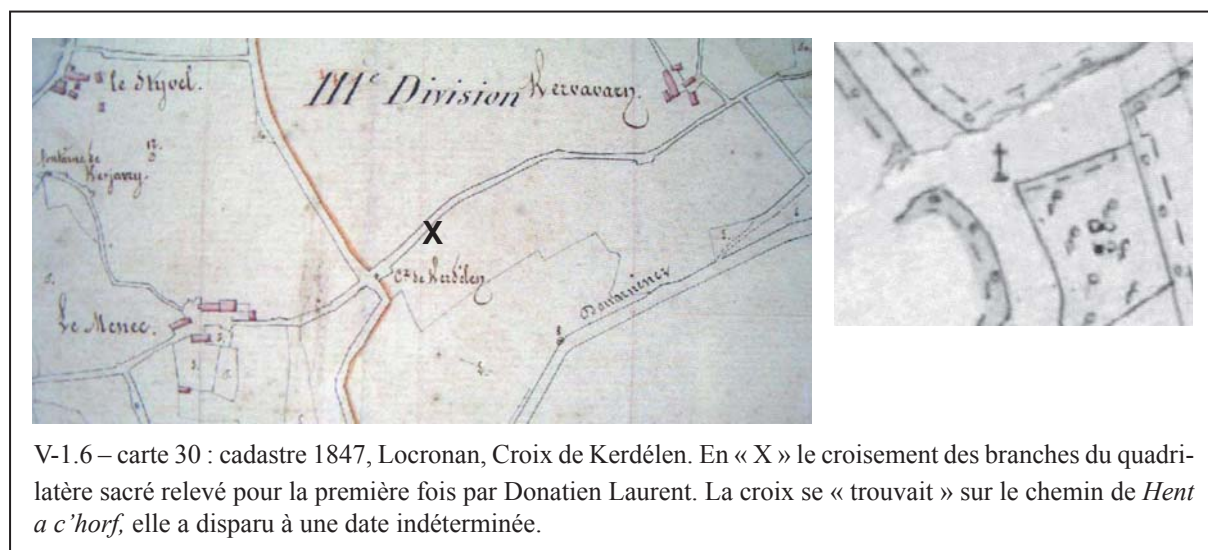 le Styvel.
IIIe Division
Kervavarn
fontaine de
Kerjavry.
Cx de Kerdélen
Le Menec.
Douarnenez
X
V-1.6 – carte 30 : cadastre 1847, Locronan, Croix de Kerdélen. En « X » le croisement des branches du quadri-
latère sacré relevé pour la première fois par Donatien Laurent. La croix se « trouvait » sur le chemin de Hent
a c’horf, elle a disparu à une date indéterminée.